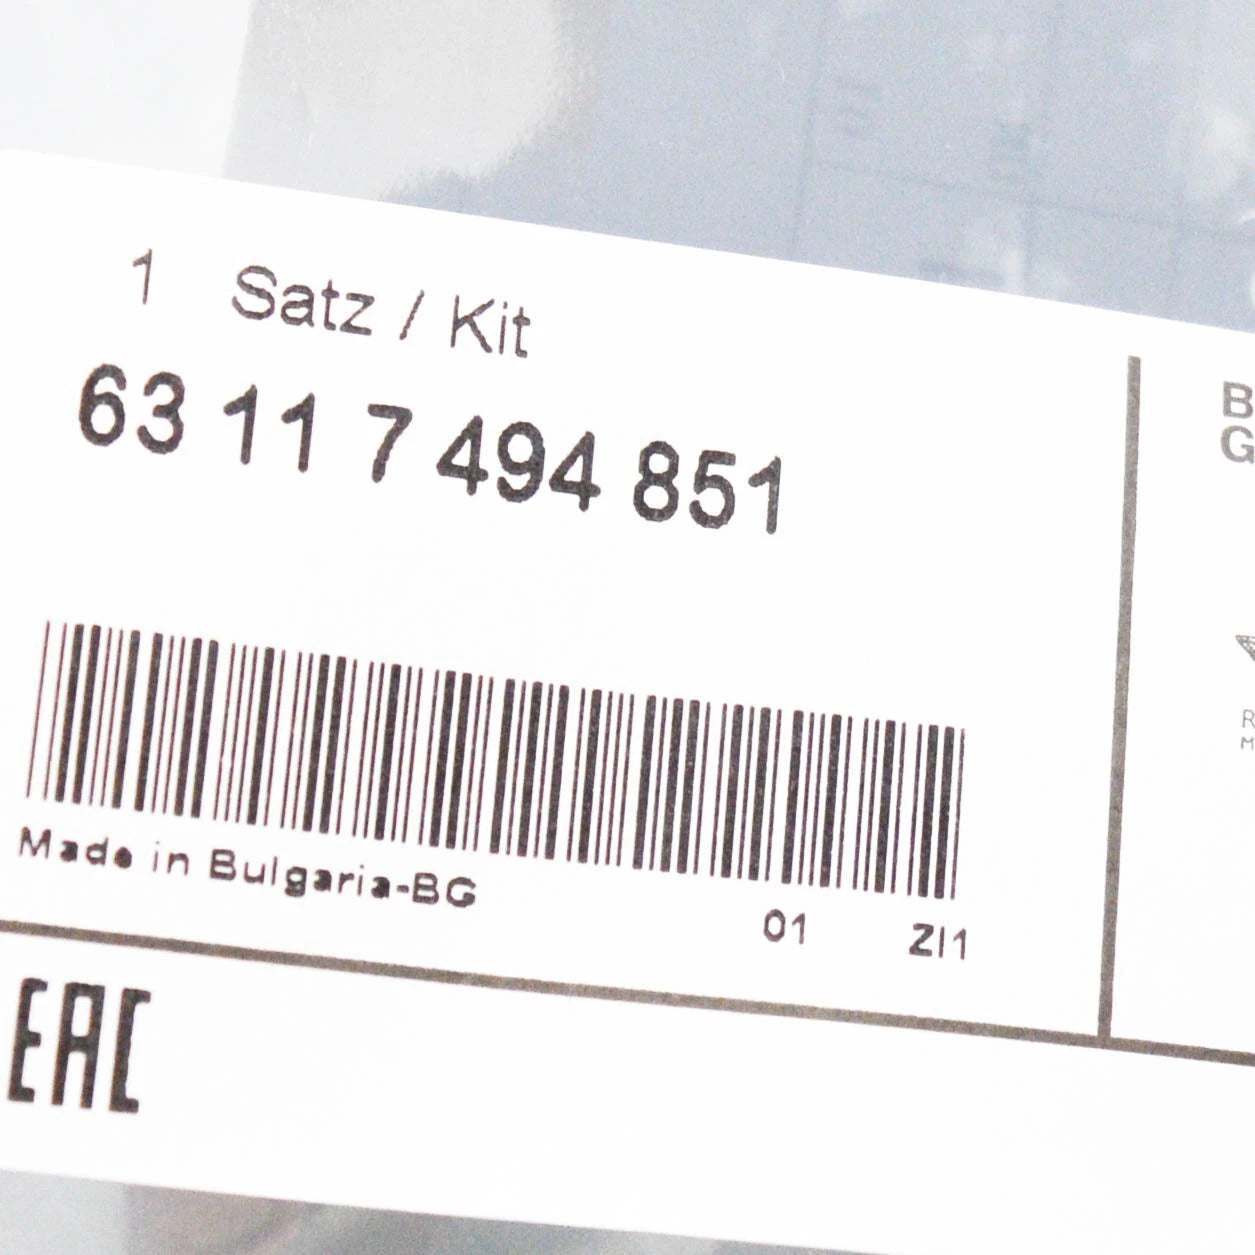 1 Satz / Kit
63 11 7 494 851
Made in Bulgaria-BG
01 ZI1
EAC
B
G
R
M